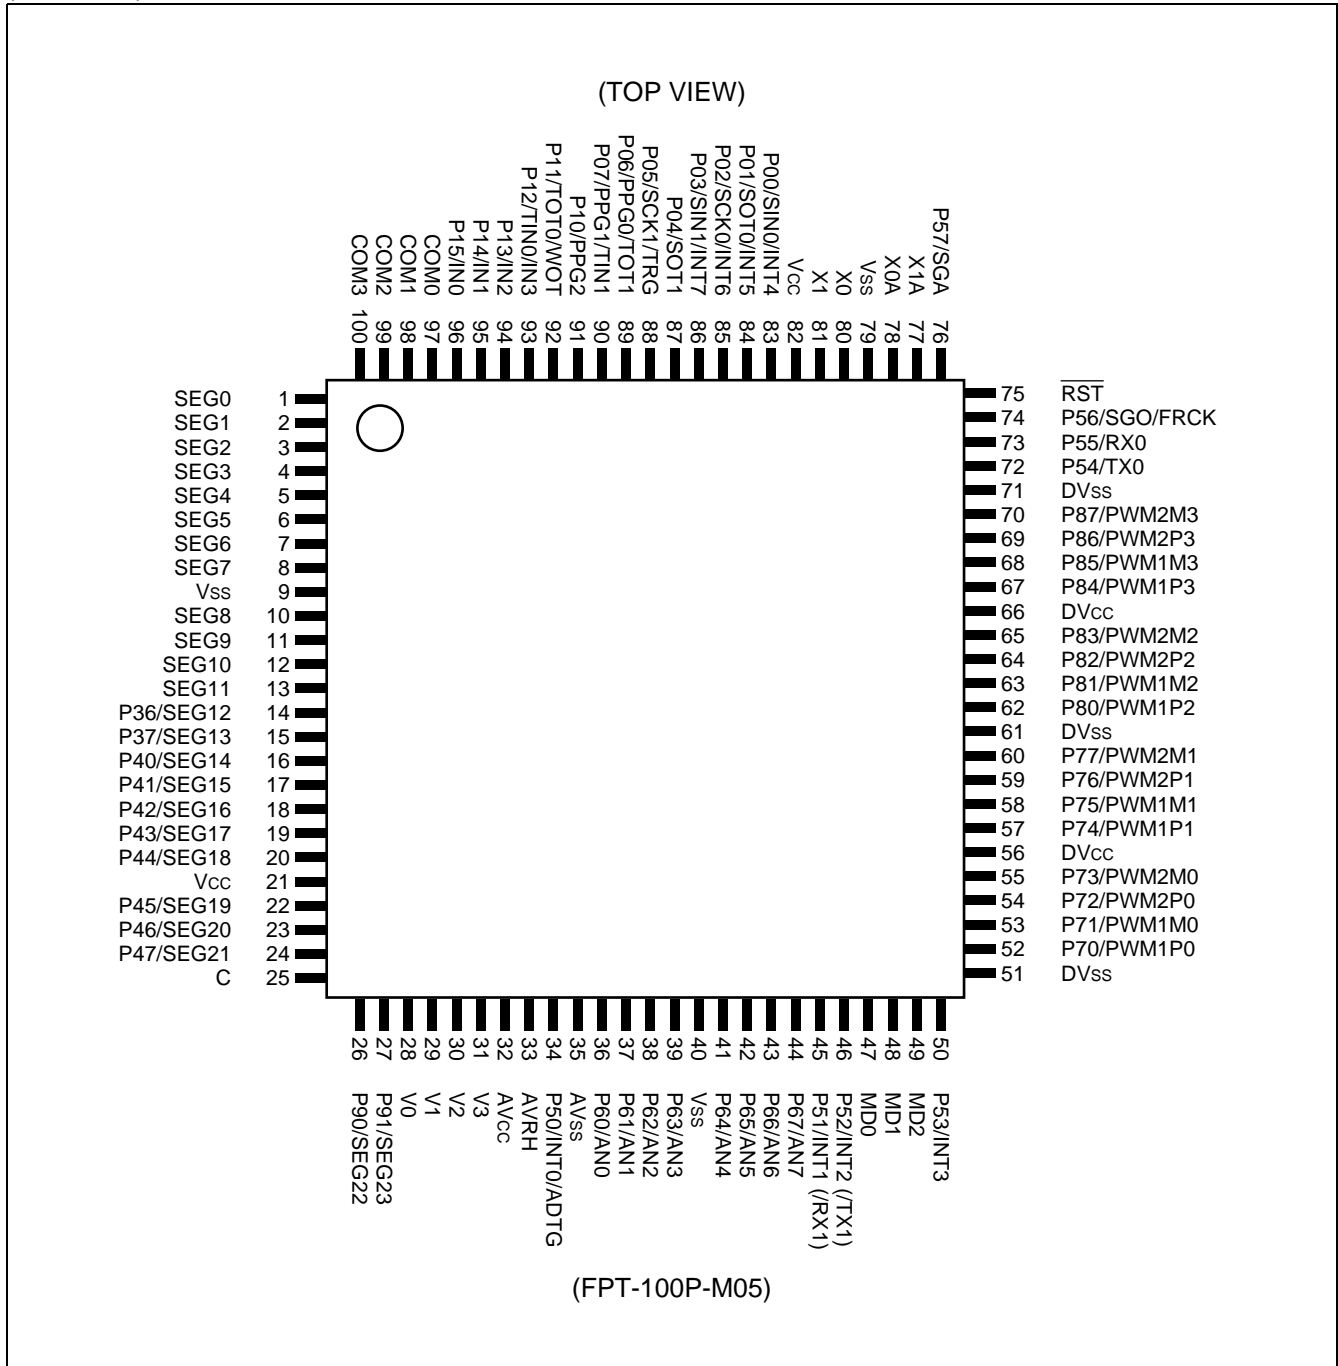 (TOP VIEW)
COM3 100
COM2 99
COM1 98
COM0 97
P15/IN0 96
P14/IN1 95
P13/IN2 94
P12/TIN0/IN3 93
P11/TOT0/WOT 92
P10/PPG2 91
P07/PPG1/TIN1 90
P06/PPG0/TOT1 89
P05/SCK1/TRG 88
P04/SOT1 87
P03/SIN1/INT7 86
P02/SCK0/INT6 85
P01/SOT0/INT5 84
P00/SIN0/INT4 83
Vcc 82
X1 81
X0 80
Vss 79
X0A 78
X1A 77
P57/SGA 76
SEG0 1
SEG1 2
SEG2 3
SEG3 4
SEG4 5
SEG5 6
SEG6 7
SEG7 8
Vss 9
SEG8 10
SEG9 11
SEG10 12
SEG11 13
P36/SEG12 14
P37/SEG13 15
P40/SEG14 16
P41/SEG15 17
P42/SEG16 18
P43/SEG17 19
P44/SEG18 20
Vcc 21
P45/SEG19 22
P46/SEG20 23
P47/SEG21 24
C 25
75 RST
74 P56/SGO/FRCK
73 P55/RX0
72 P54/TX0
71 DVss
70 P87/PWM2M3
69 P86/PWM2P3
68 P85/PWM1M3
67 P84/PWM1P3
66 DVcc
65 P83/PWM2M2
64 P82/PWM2P2
63 P81/PWM1M2
62 P80/PWM1P2
61 DVss
60 P77/PWM2M1
59 P76/PWM2P1
58 P75/PWM1M1
57 P74/PWM1P1
56 DVcc
55 P73/PWM2M0
54 P72/PWM2P0
53 P71/PWM1M0
52 P70/PWM1P0
51 DVss
26 P90/SEG22
27 P91/SEG23
28 V0
29 V1
30 V2
31 V3
32 AVcc
33 AVRH
34 P50/INT0/ADTG
35 AVss
36 P60/AN0
37 P61/AN1
38 P62/AN2
39 P63/AN3
40 Vss
41 P64/AN4
42 P65/AN5
43 P66/AN6
44 P67/AN7
45 P51/INT1 (/RX1)
46 P52/INT2 (/TX1)
47 MD0
48 MD1
49 MD2
50 P53/INT3
(FPT-100P-M05)